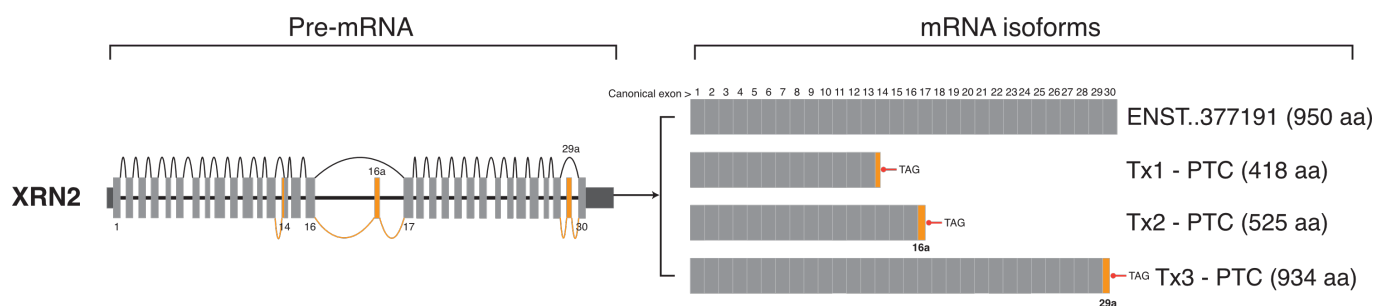 Pre-mRNA
mRNA isoforms
Canonical exon > 1 2 3 4 5 6 7 8 9 10 11 12 13 14 15 16 17 18 19 20 21 22 23 24 25 26 27 28 29 30
ENST..377191 (950 aa)
29a
16a
TAG
Tx1 - PTC (418 aa)
XRN2
1
14
16
17
30
TAG
Tx2 - PTC (525 aa)
16a
TAG
Tx3 - PTC (934 aa)
29a